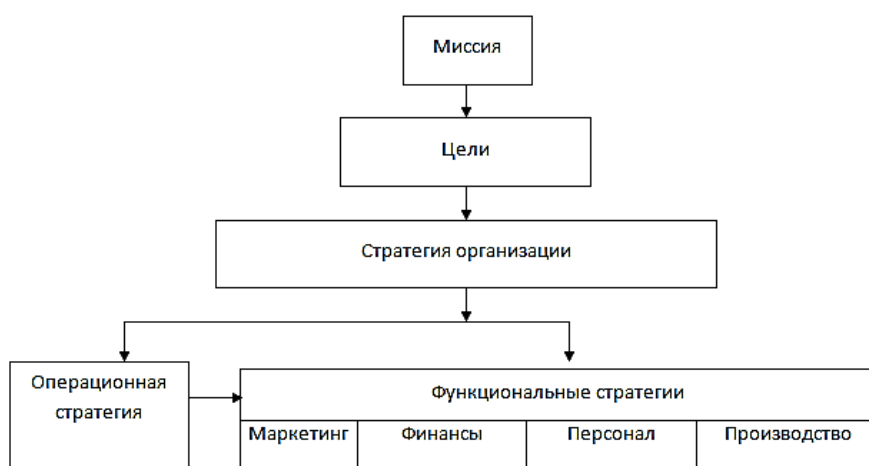 Миссия
Цели
Стратегия организации
Операционная
стратегия
Функциональные стратегии
Маркетинг
Финансы
Персонал
Производство